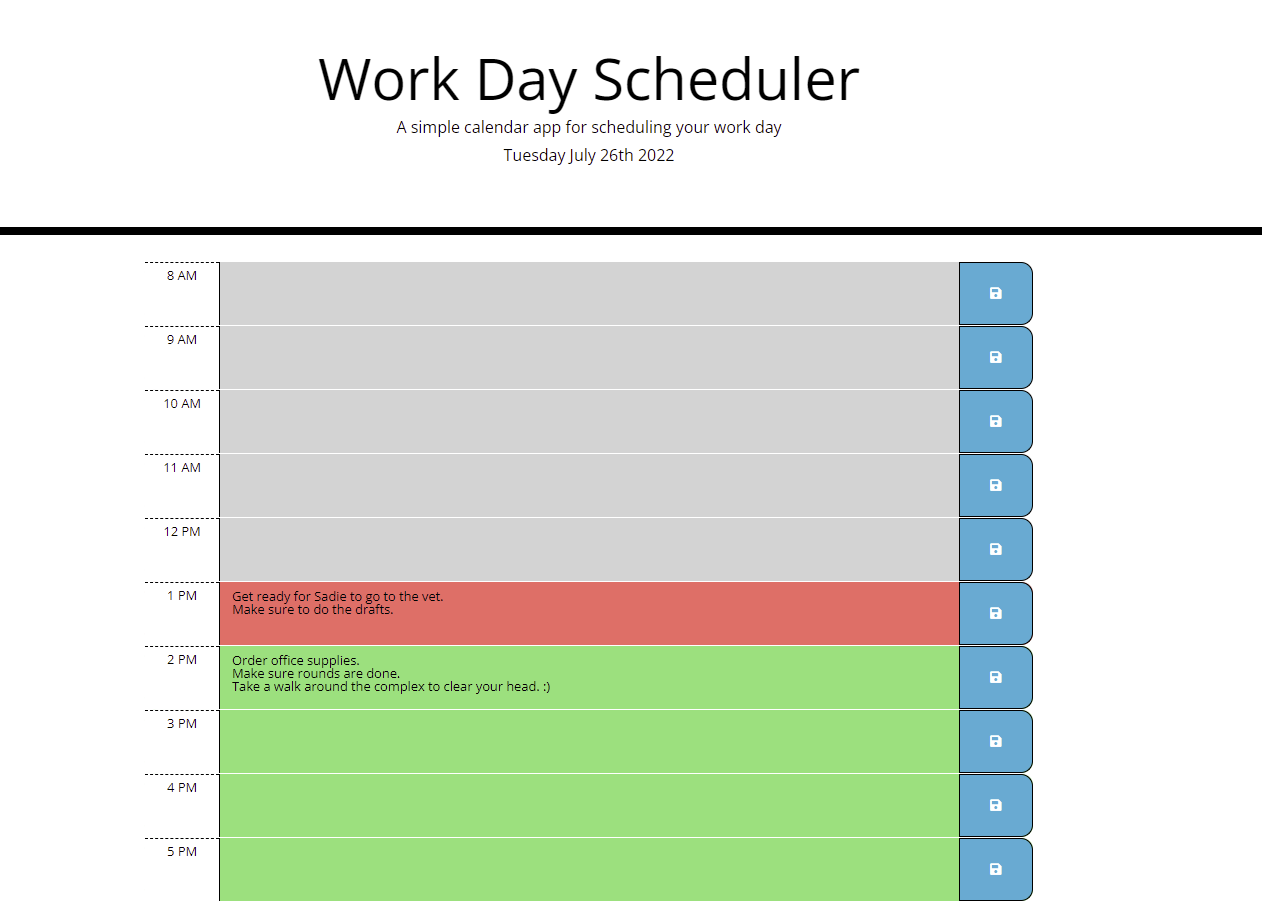 Work Day Scheduler
A simple calendar app for scheduling your work day
Tuesday July 26th 2022
8 AM
9 AM
10 AM
11 AM
12 PM
1 PM
Get ready for Sadie to go to the vet.
Make sure to do the drafts.
2 PM
Order office supplies.
Make sure rounds are done.
Take a walk around the complex to clear your head. :)
3 PM
4 PM
5 PM